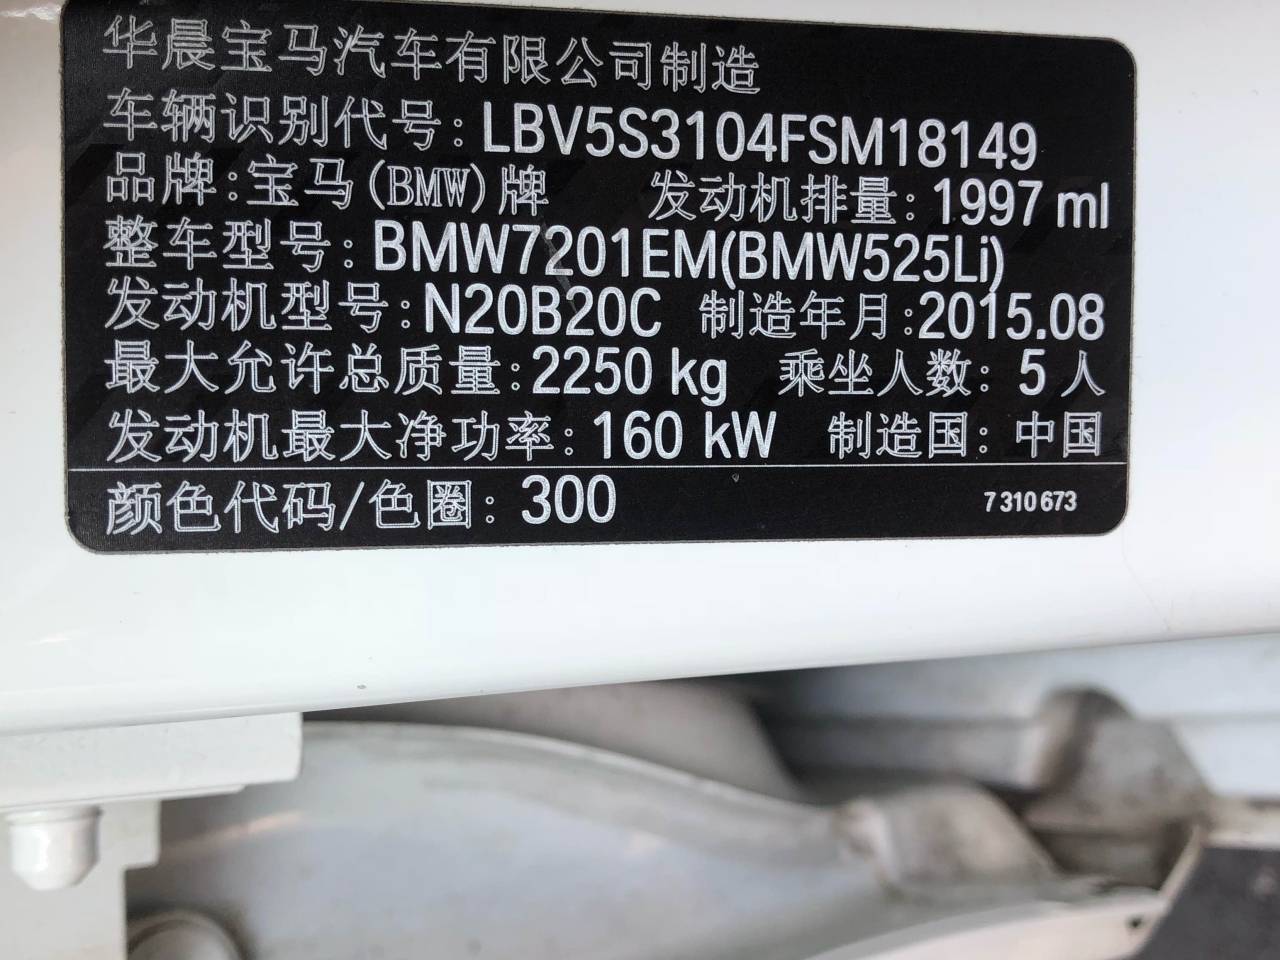 华晨宝马汽车有限公司制造
车辆识别代号: LBV5S3104FSM18149
品牌:宝马(BMW)牌 发动机排量: 1997 ml
整车型号: BMW7201EM(BMW525Li)
发动机型号: N20B20C 制造年月:2015.08
最大允许总质量: 2250 kg 乘坐人数: 5 人
发动机最大净功率: 160 kW 制造国: 中国
颜色代码/色圈: 300 7 310 673